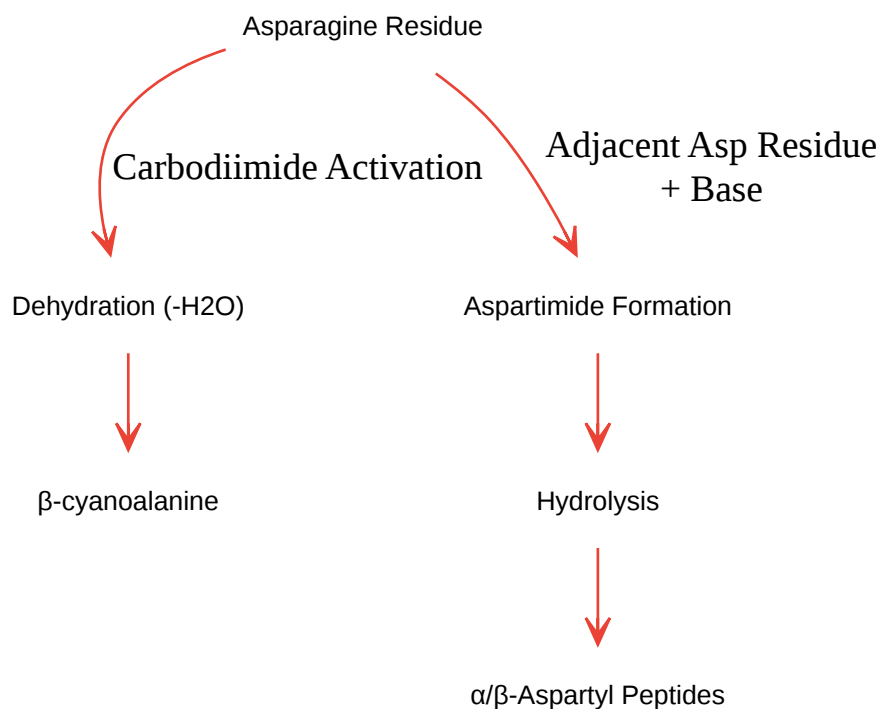 Asparagine Residue
Carbodiimide Activation
Adjacent Asp Residue
+ Base
Dehydration (-H2O)
Aspartimide Formation
β-cyanoalanine
Hydrolysis
α/β-Aspartyl Peptides